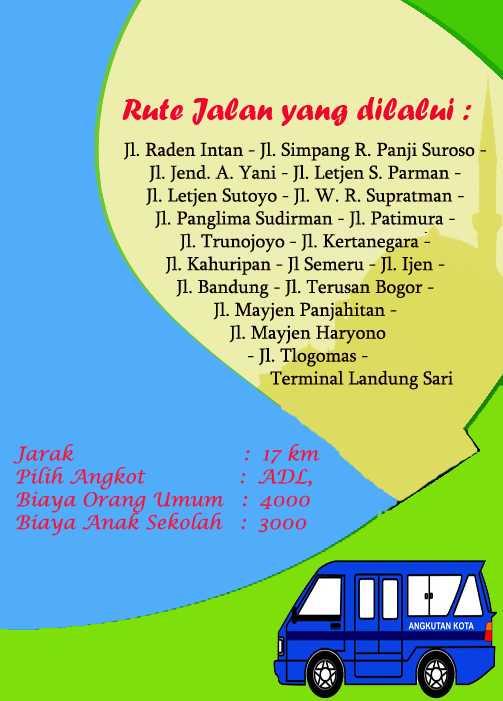 Rute Jalan yang dilalui :
Jl. Raden Intan - Jl. Simpang R. Panji Suroso -
Jl. Jend. A. Yani - Jl. Letjen S. Parman -
Jl. Letjen Sutoyo - Jl. W. R. Supratman -
Jl. Panglima Sudirman - Jl. Patimura -
Jl. Trunojoyo - Jl. Kertanegara -
Jl. Kahuripan - Jl Semeru - Jl. Ijen -
Jl. Bandung - Jl. Terusan Bogor -
Jl. Mayjen Panjahitan -
Jl. Mayjen Haryono
- Jl. Tlogomas -
Terminal Landung Sari
Jarak : 17 km
Pilih Angkot : ADL,
Biaya Orang Umum : 4000
Biaya Anak Sekolah : 3000
ANGKUTAN KOTA